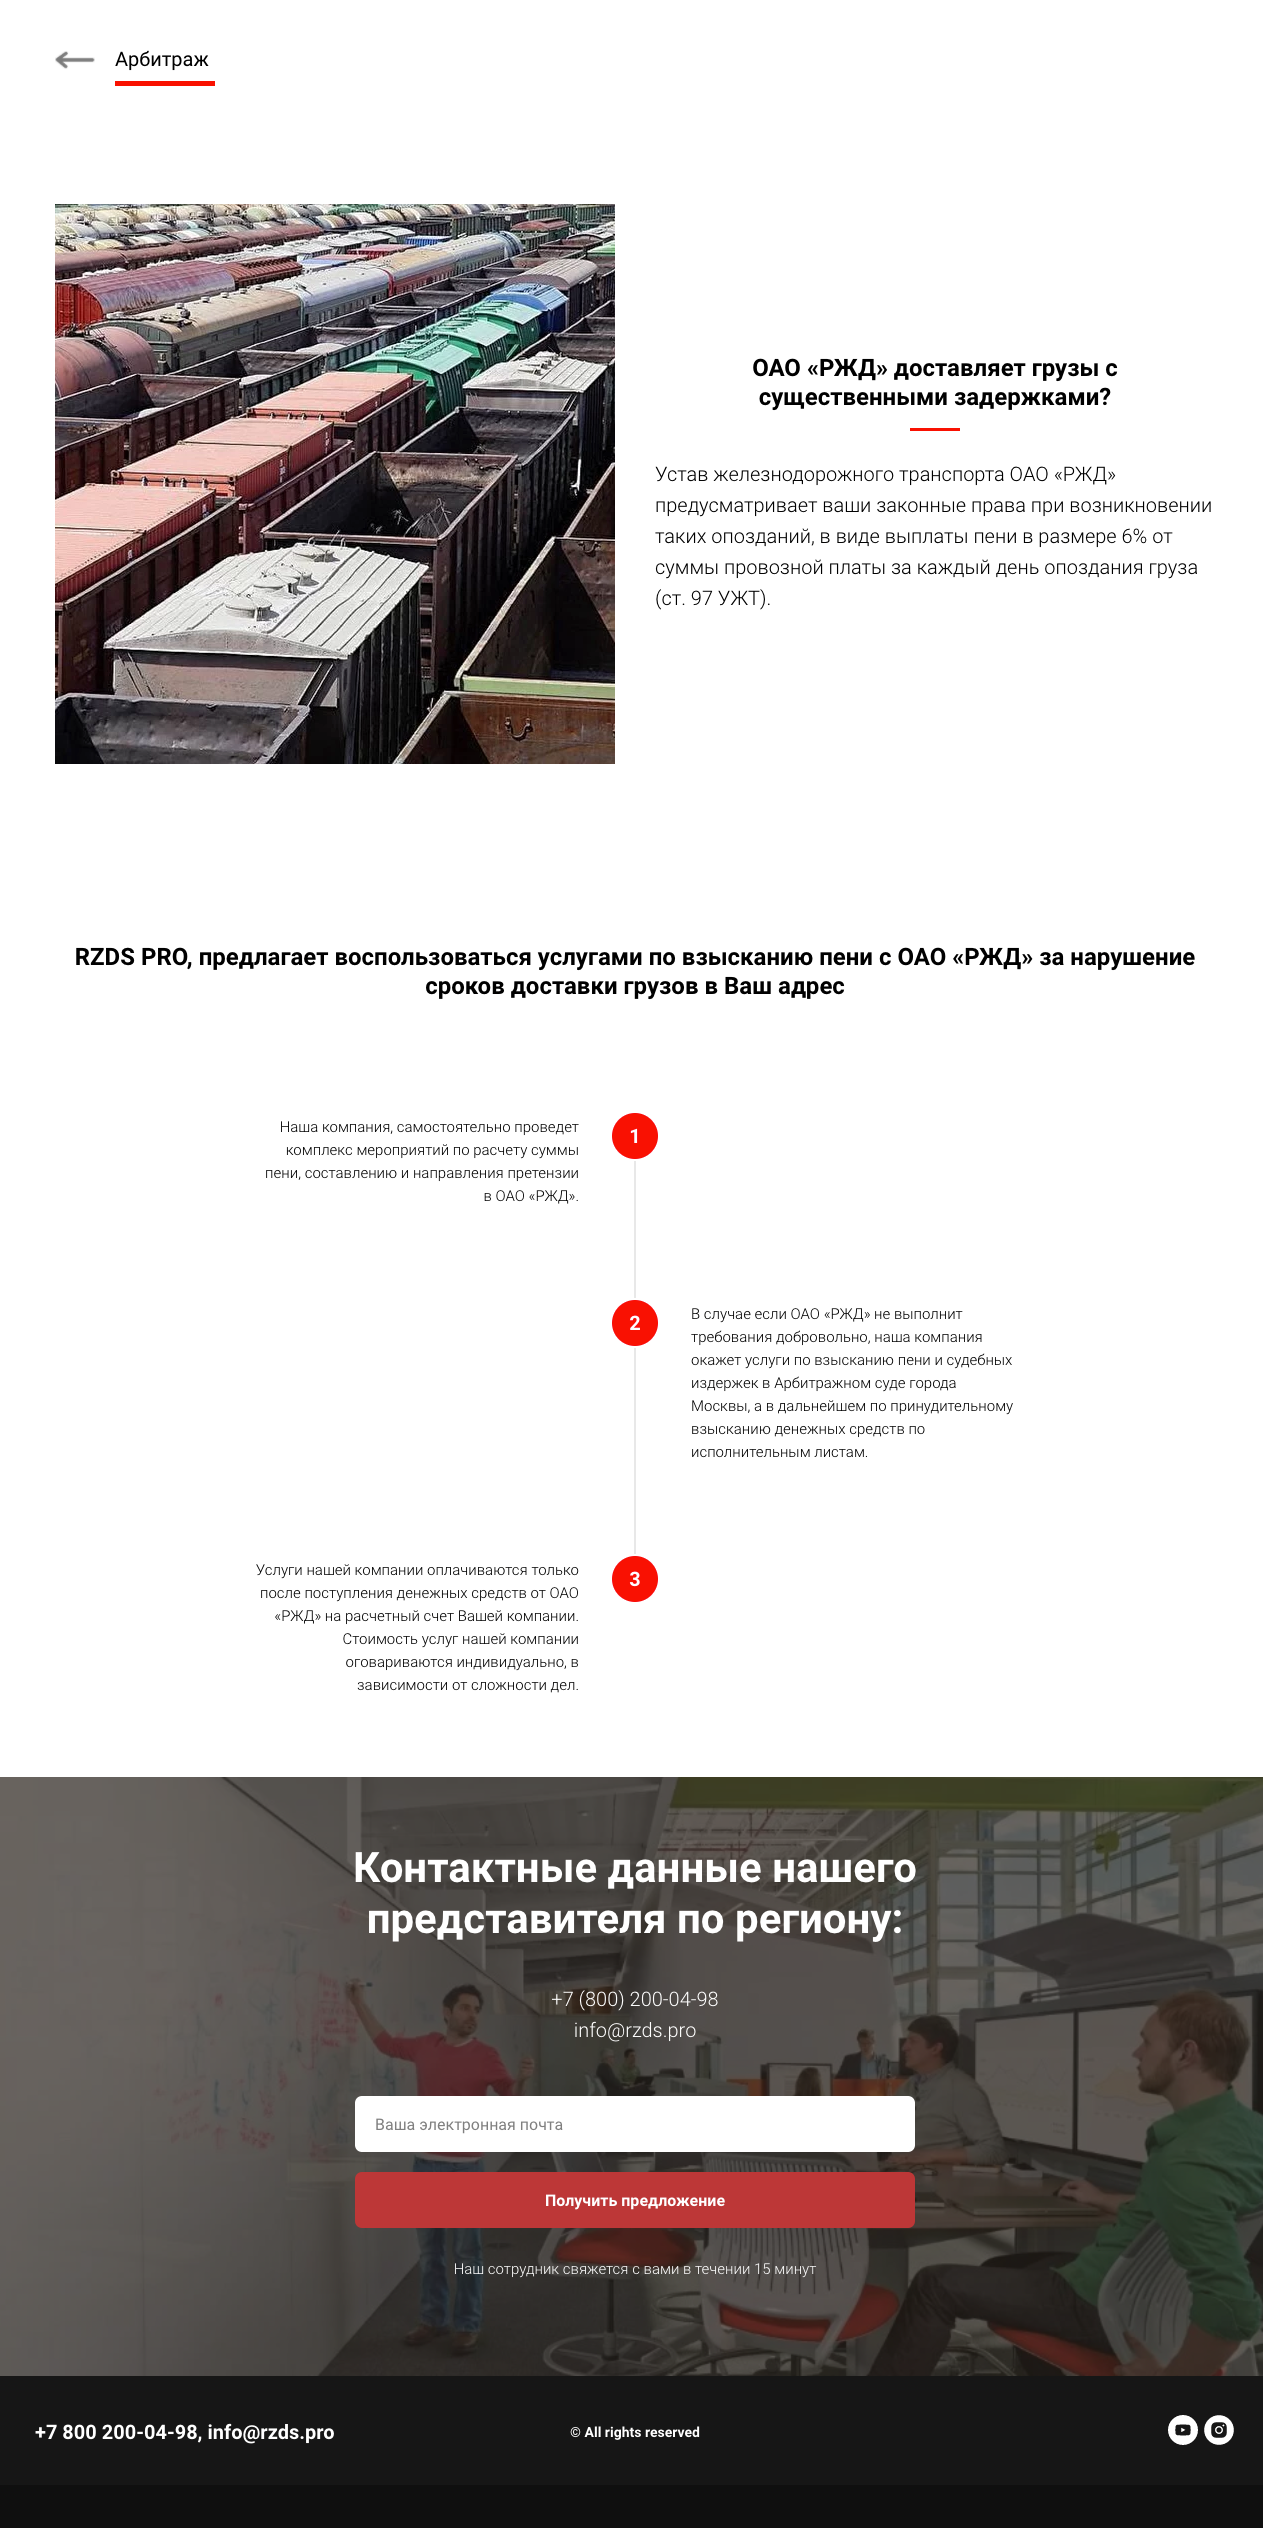 Арбитраж
ОАО «РЖД» доставляет грузы с
существенными задержками?
Устав железнодорожного транспорта ОАО «РЖД»
предусматривает ваши законные права при возникновении
таких опозданий, в виде выплаты пени в размере 6% от
суммы провозной платы за каждый день опоздания груза
(ст. 97 УЖТ).
RZDS PRO, предлагает воспользоваться услугами по взысканию пени с ОАО «РЖД» за нарушение
сроков доставки грузов в Ваш адрес
1
Наша компания, самостоятельно проведет
комплекс мероприятий по расчету суммы
пени, составлению и направления претензии
в ОАО «РЖД».
2
В случае если ОАО «РЖД» не выполнит
требования добровольно, наша компания
окажет услуги по взысканию пени и судебных
издержек в Арбитражном суде города
Москвы, а в дальнейшем по принудительному
взысканию денежных средств по
исполнительным листам.
3
Услуги нашей компании оплачиваются только
после поступления денежных средств от ОАО
«РЖД» на расчетный счет Вашей компании.
Стоимость услуг нашей компании
оговариваются индивидуально, в
зависимости от сложности дел.
Контактные данные нашего
представителя по региону:
+7 (800) 200-04-98
info@rzds.pro
Ваша электронная почта
Получить предложение
Наш сотрудник свяжется с вами в течении 15 минут
+7 800 200-04-98, info@rzds.pro
© All rights reserved